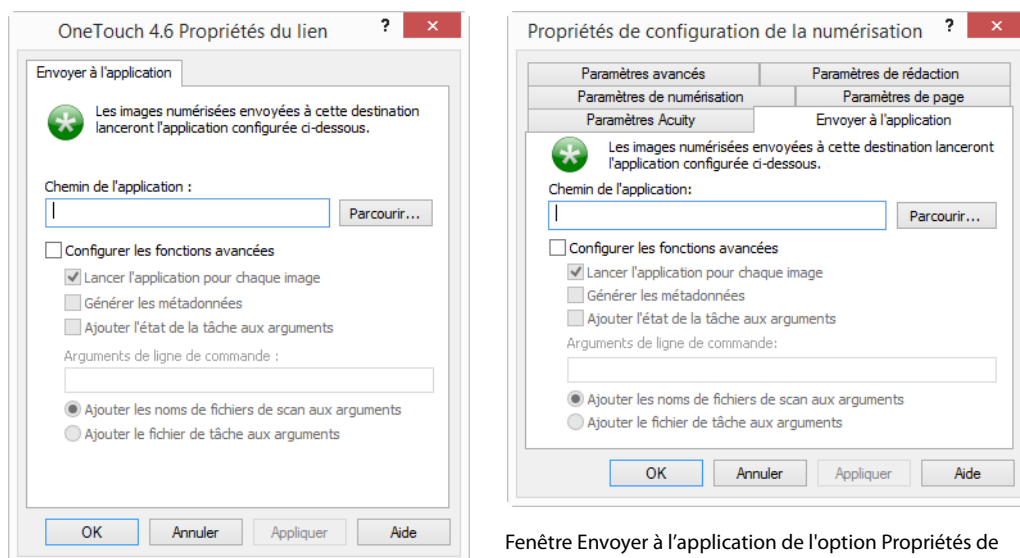 OneTouch 4.6 Propriétés du lien
?
×
Envoyer à l'application
Les images numérisées envoyées à cette destination
lanceront l'application configurée ci-dessous.
Chemin de l'application :
Parcourir...
Configurer les fonctions avancées
Lancer l'application pour chaque image
Générer les métadonnées
Ajouter l'état de la tâche aux arguments
Arguments de ligne de commande :
Ajouter les noms de fichiers de scan aux arguments
Ajouter le fichier de tâche aux arguments
OK
Annuler
Appliquer
Aide
Propriétés de configuration de la numérisation
?
×
Paramètres avancés
Paramètres de rédaction
Paramètres de numérisation
Paramètres de page
Paramètres Acuity
Envoyer à l'application
Les images numérisées envoyées à cette destination lanceront
l'application configurée ci-dessous.
Chemin de l'application:
Parcourir...
Configurer les fonctions avancées
Lancer l'application pour chaque image
Générer les métadonnées
Ajouter l'état de la tâche aux arguments
Arguments de ligne de commande:
Ajouter les noms de fichiers de scan aux arguments
Ajouter le fichier de tâche aux arguments
OK
Annuler
Appliquer
Aide
Fenêtre Envoyer à l’application de l'option Propriétés de